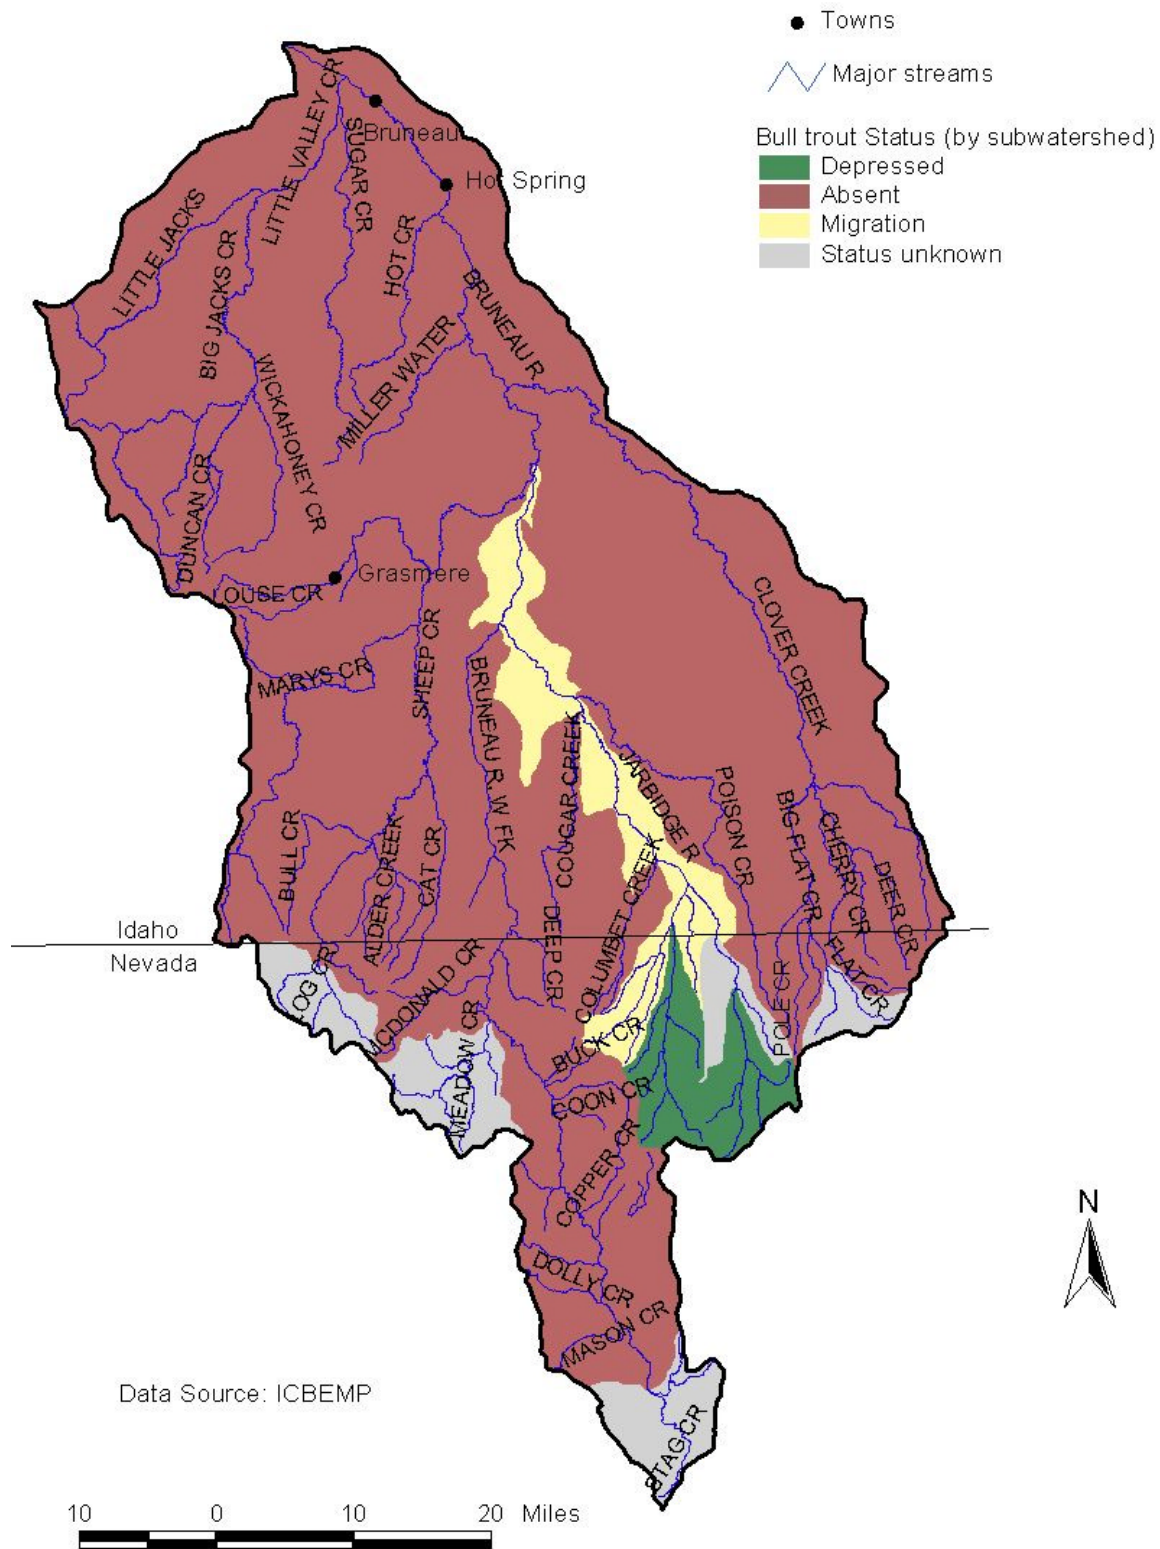 Towns
Major streams
Bull trout Status (by subwatershed)
Depressed
Absent
Migration
Status unknown
LITTLE VALLEY CR
Bruneau
SUGAR CR
Hot Spring
LITTLE JACKS
BIG JACKS CR
HOT CR
BRUNEAU R.
MILLER WATER
WICKAHONEY CR
DUNCAN CR
Grasmere
LOUSE CR
CLOVER CREEK
MARYS CR
SHEEP CR
BRUNEAU R. W FK
COUGAR CREEK
JARBIDGE R
POISON CR
BULL CR
ALDER CREEK
CAT CR
COLUMBET CREEK
BIG FLAT CR
CHERRY CR
DEER CR
DEEP CR
Idaho
Nevada
LOG CR
MCDONALD CR
MEADOW CR
BUCK CR
POLE CR
FLAT CR
COON CR
COPPER CR
N
DOLLY CR
MASON CR
STAG CR
Data Source: ICBEMP
10 0 10 20 Miles